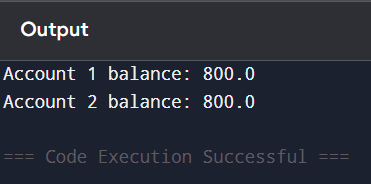 Output
Account 1 balance: 800.0
Account 2 balance: 800.0
=== Code Execution Successful ===